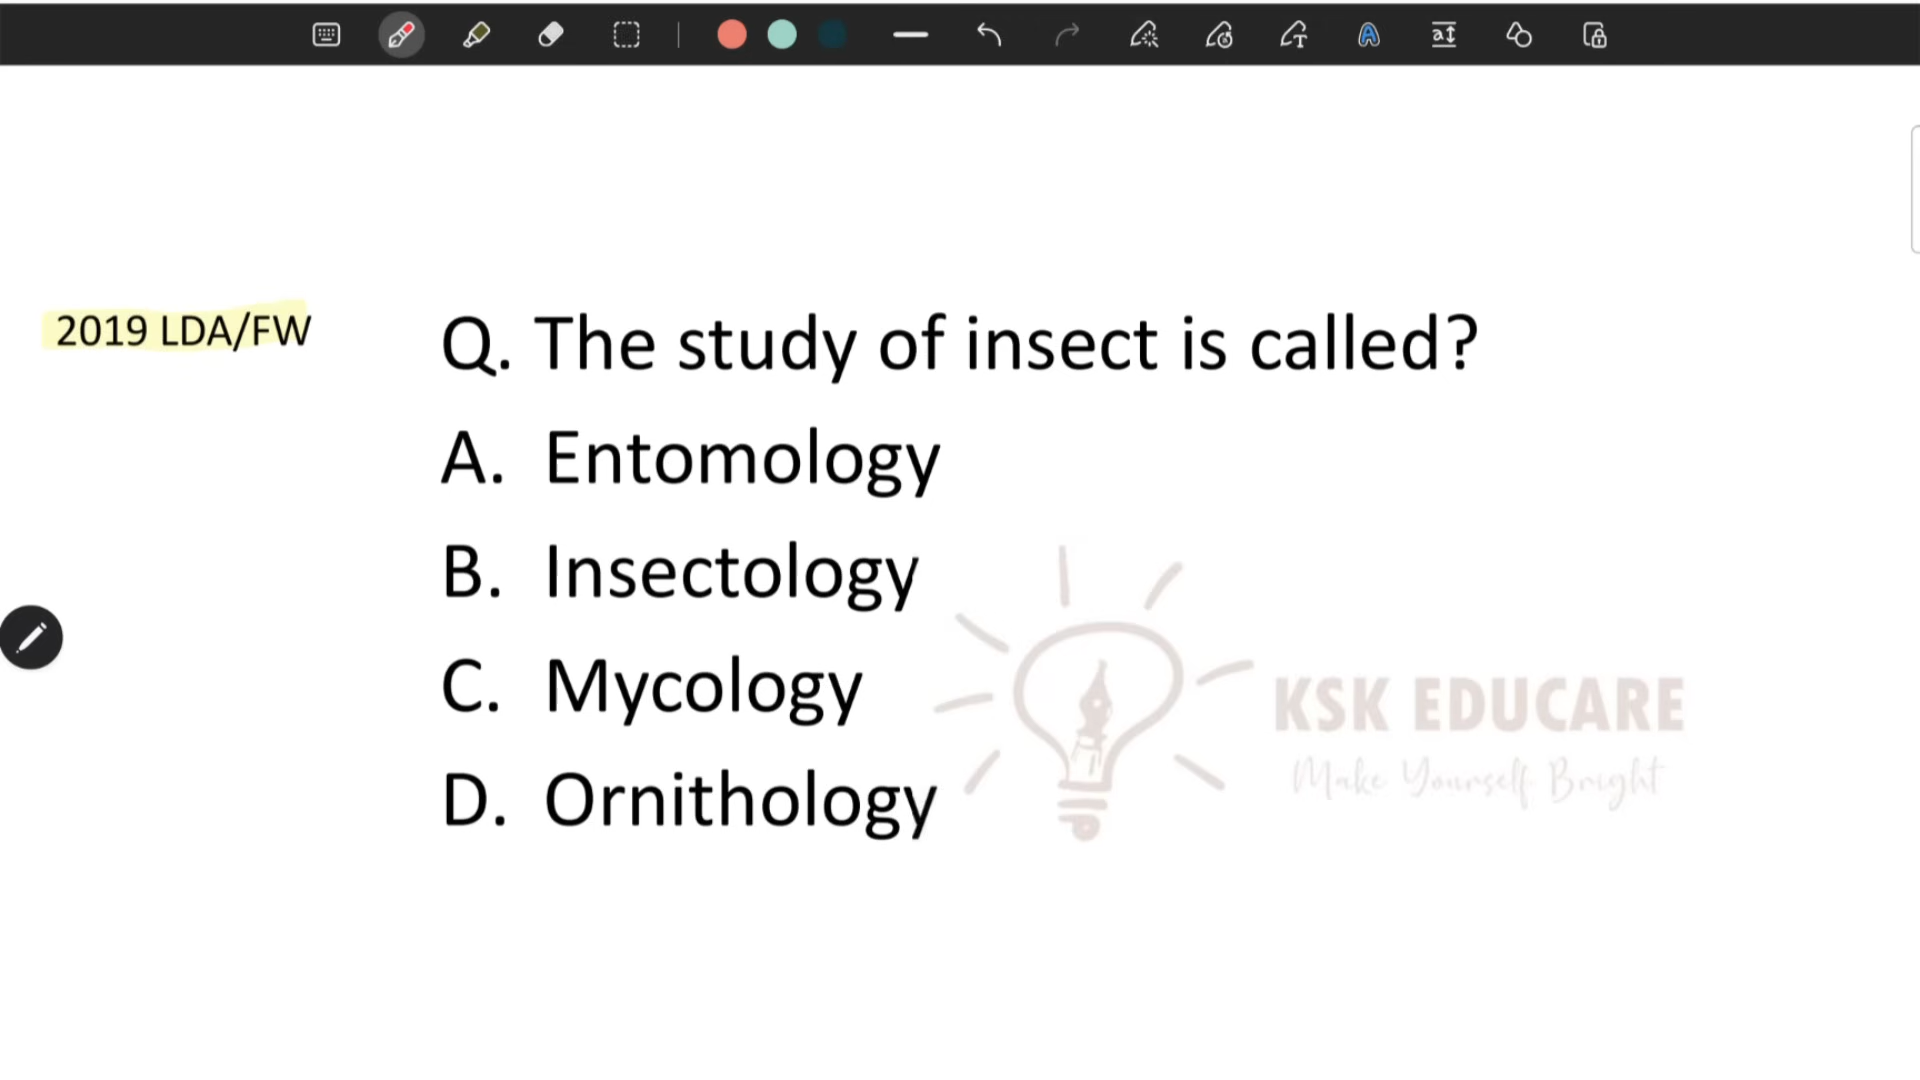 2019 LDA/FW
Q. The study of insect is called?
A. Entomology
B. Insectology
C. Mycology
D. Ornithology
KSK EDUCARE
Make Yourself Bright